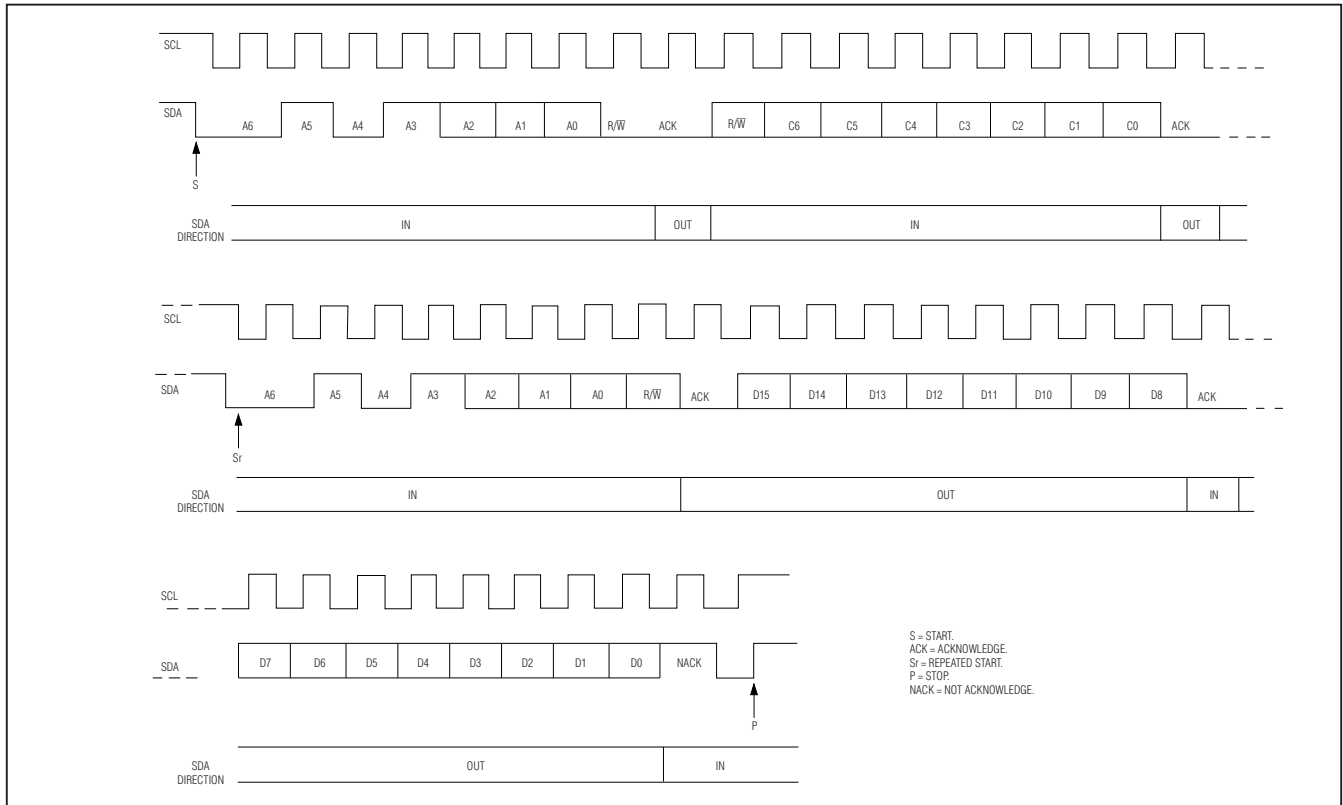 SCL
SDA
A6 A5 A4 A3 A2 A1 A0 R/W̅ ACK R/W̅ C6 C5 C4 C3 C2 C1 C0 ACK
S
SDA
DIRECTION
IN OUT IN OUT
SCL
SDA
A6 A5 A4 A3 A2 A1 A0 R/W̅ ACK D15 D14 D13 D12 D11 D10 D9 D8 ACK
Sr
SDA
DIRECTION
IN OUT IN
SCL
SDA
D7 D6 D5 D4 D3 D2 D1 D0 NACK
P
S = START.
ACK = ACKNOWLEDGE.
Sr = REPEATED START.
P = STOP.
NACK = NOT ACKNOWLEDGE.
SDA
DIRECTION
OUT IN